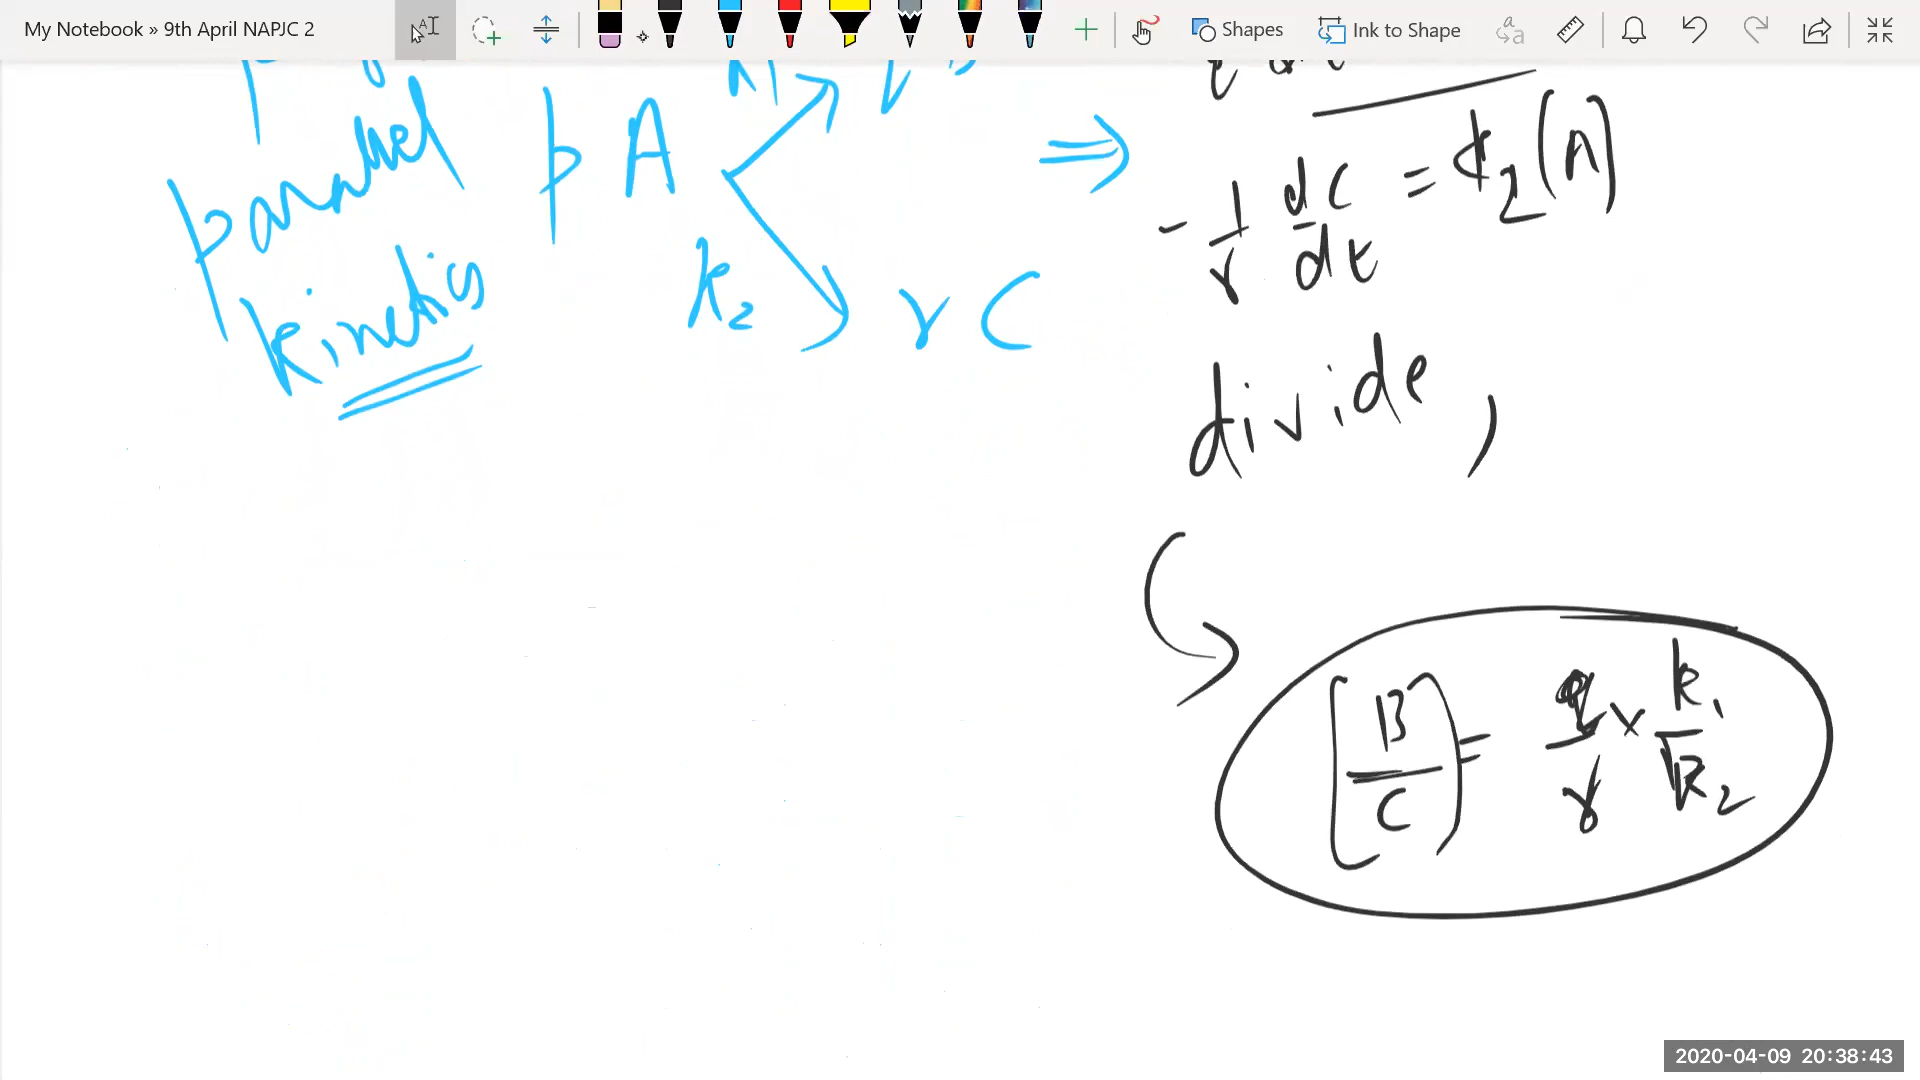 My Notebook » 9th April NAPJC 2
Shapes
Ink to Shape
parallel
kinetics
p A
k2
r C
⇒
- 1/r dC/dt = k2 (A)
divide,
[B/C] = q/r × k1/k2
2020-04-09 20:38:43